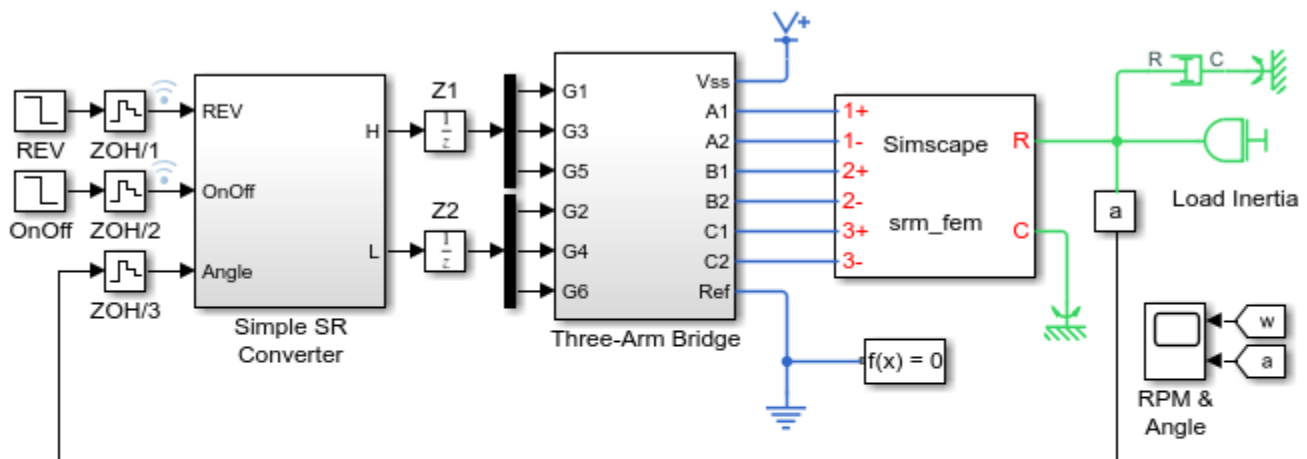 REV
ZOH/1
OnOff
ZOH/2
ZOH/3
REV
OnOff
Angle
H
L
Simple SR
Converter
Z1
1
z
Z2
1
z
G1
G3
G5
G2
G4
G6
Vss
A1
A2
B1
B2
C1
C2
Ref
Three-Arm Bridge
V+
1+
1-
2+
2-
3+
3-
Simscape
srm_fem
R
C
f(x) = 0
R C
Load Inertia
a
w
a
RPM &
Angle